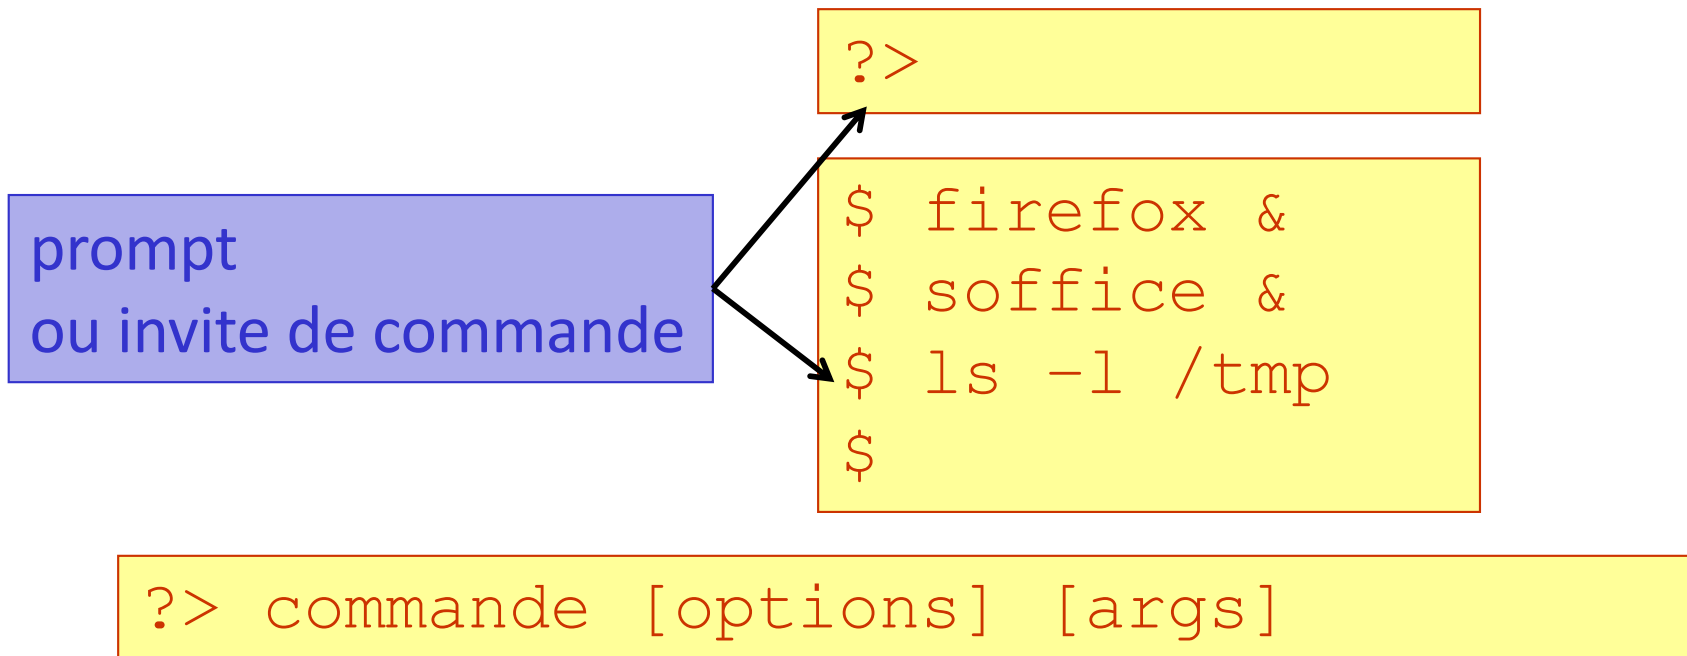 ?>
prompt
ou invite de commande
$ firefox &
$ soffice &
$ ls -l /tmp
$
?> commande [options] [args]